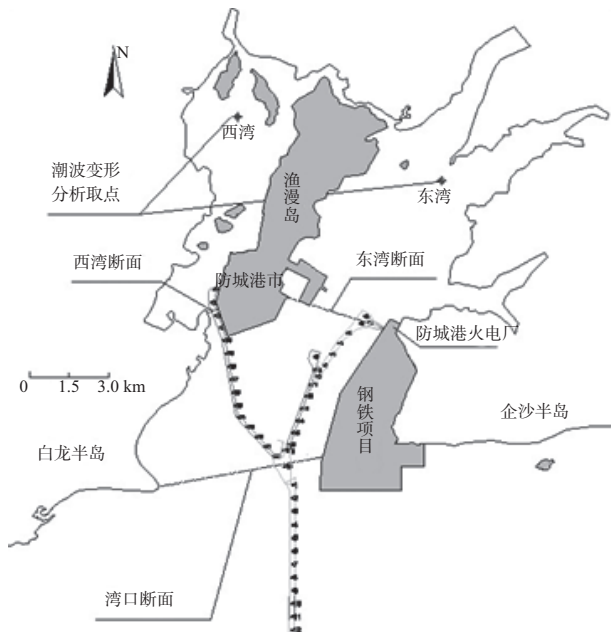 N
西湾
潮波变形
分析取点
渔漫岛
东湾
西湾断面
东湾断面
防城港市
防城港火电厂
0 1.5 3.0 km
钢铁项目
企沙半岛
白龙半岛
湾口断面